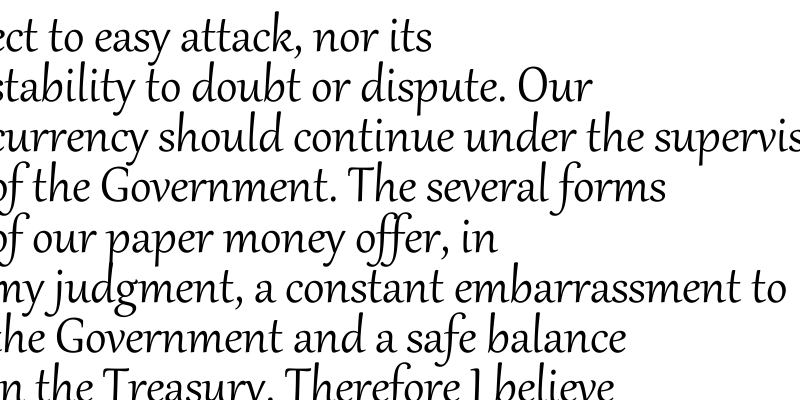 ect to easy attack, nor its
stability to doubt or dispute. Our
currency should continue under the supervis
of the Government. The several forms
of our paper money offer, in
my judgment, a constant embarrassment to
the Government and a safe balance
in the Treasury. Therefore I believe